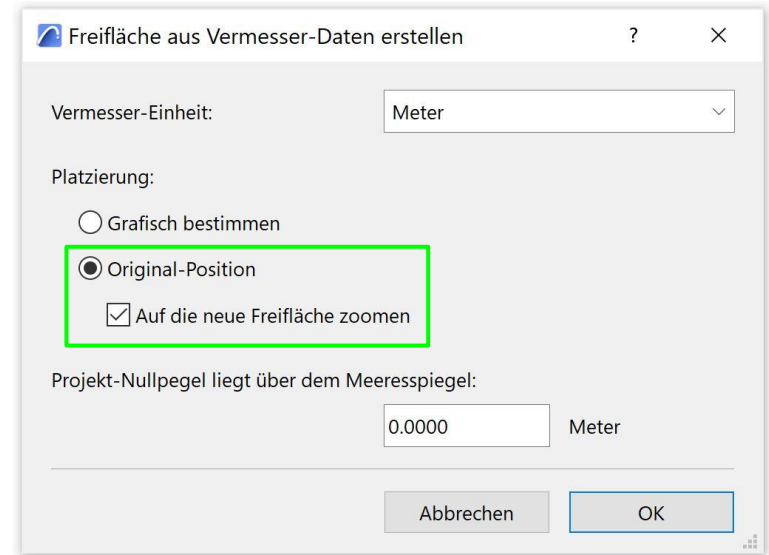 Freifläche aus Vermesser-Daten erstellen ? ×
Vermesser-Einheit: Meter
Platzierung:
Grafisch bestimmen
Original-Position
Auf die neue Freifläche zoomen
Projekt-Nullpegel liegt über dem Meeresspiegel:
0.0000 Meter
Abbrechen OK